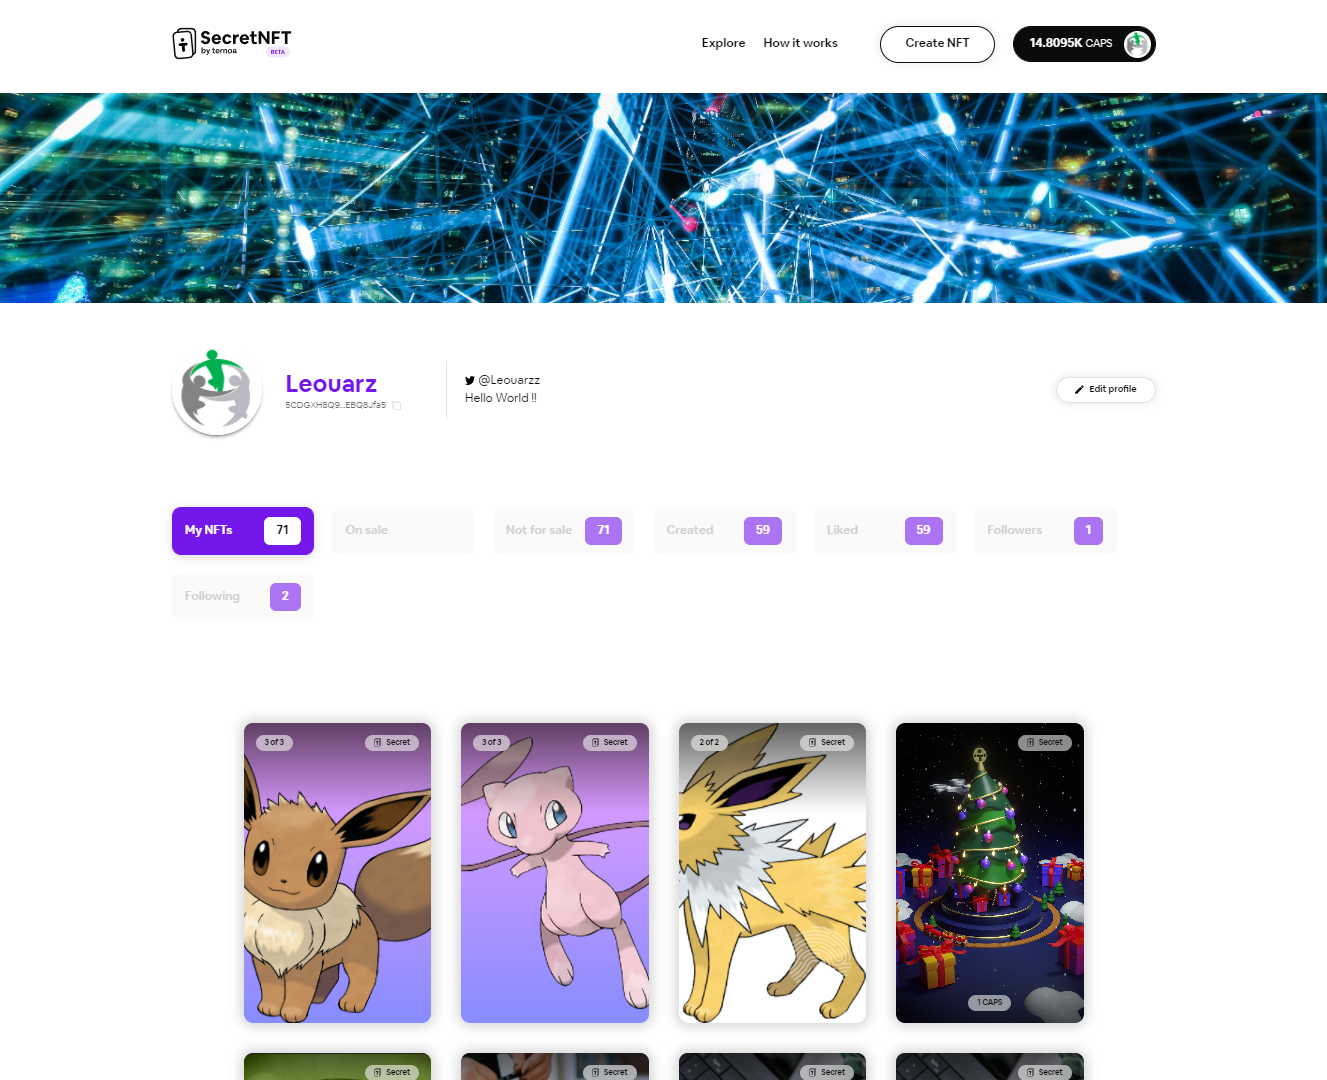 SecretNFT
by ternoa
BETA
Explore
How it works
Create NFT
14.8095K CAPS
Leouarz
5CDGXH8Q9...EBQ8Jfa5
@Leouarzz
Hello World !!
Edit profile
My NFTs 71
On sale
Not for sale 71
Created 59
Liked 59
Followers 1
Following 2
3 of 3
Secret
3 of 3
Secret
2 of 2
Secret
Secret
1 CAPS
Secret
Secret
Secret
Secret